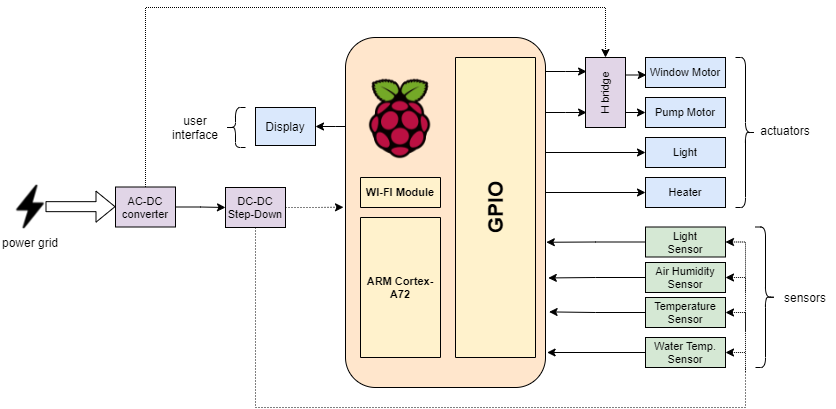 user
interface
Display
power grid
AC-DC
converter
DC-DC
Step-Down
WI-FI Module
ARM Cortex-
A72
GPIO
H bridge
Window Motor
Pump Motor
Light
Heater
actuators
Light
Sensor
Air Humidity
Sensor
Temperature
Sensor
Water Temp.
Sensor
sensors